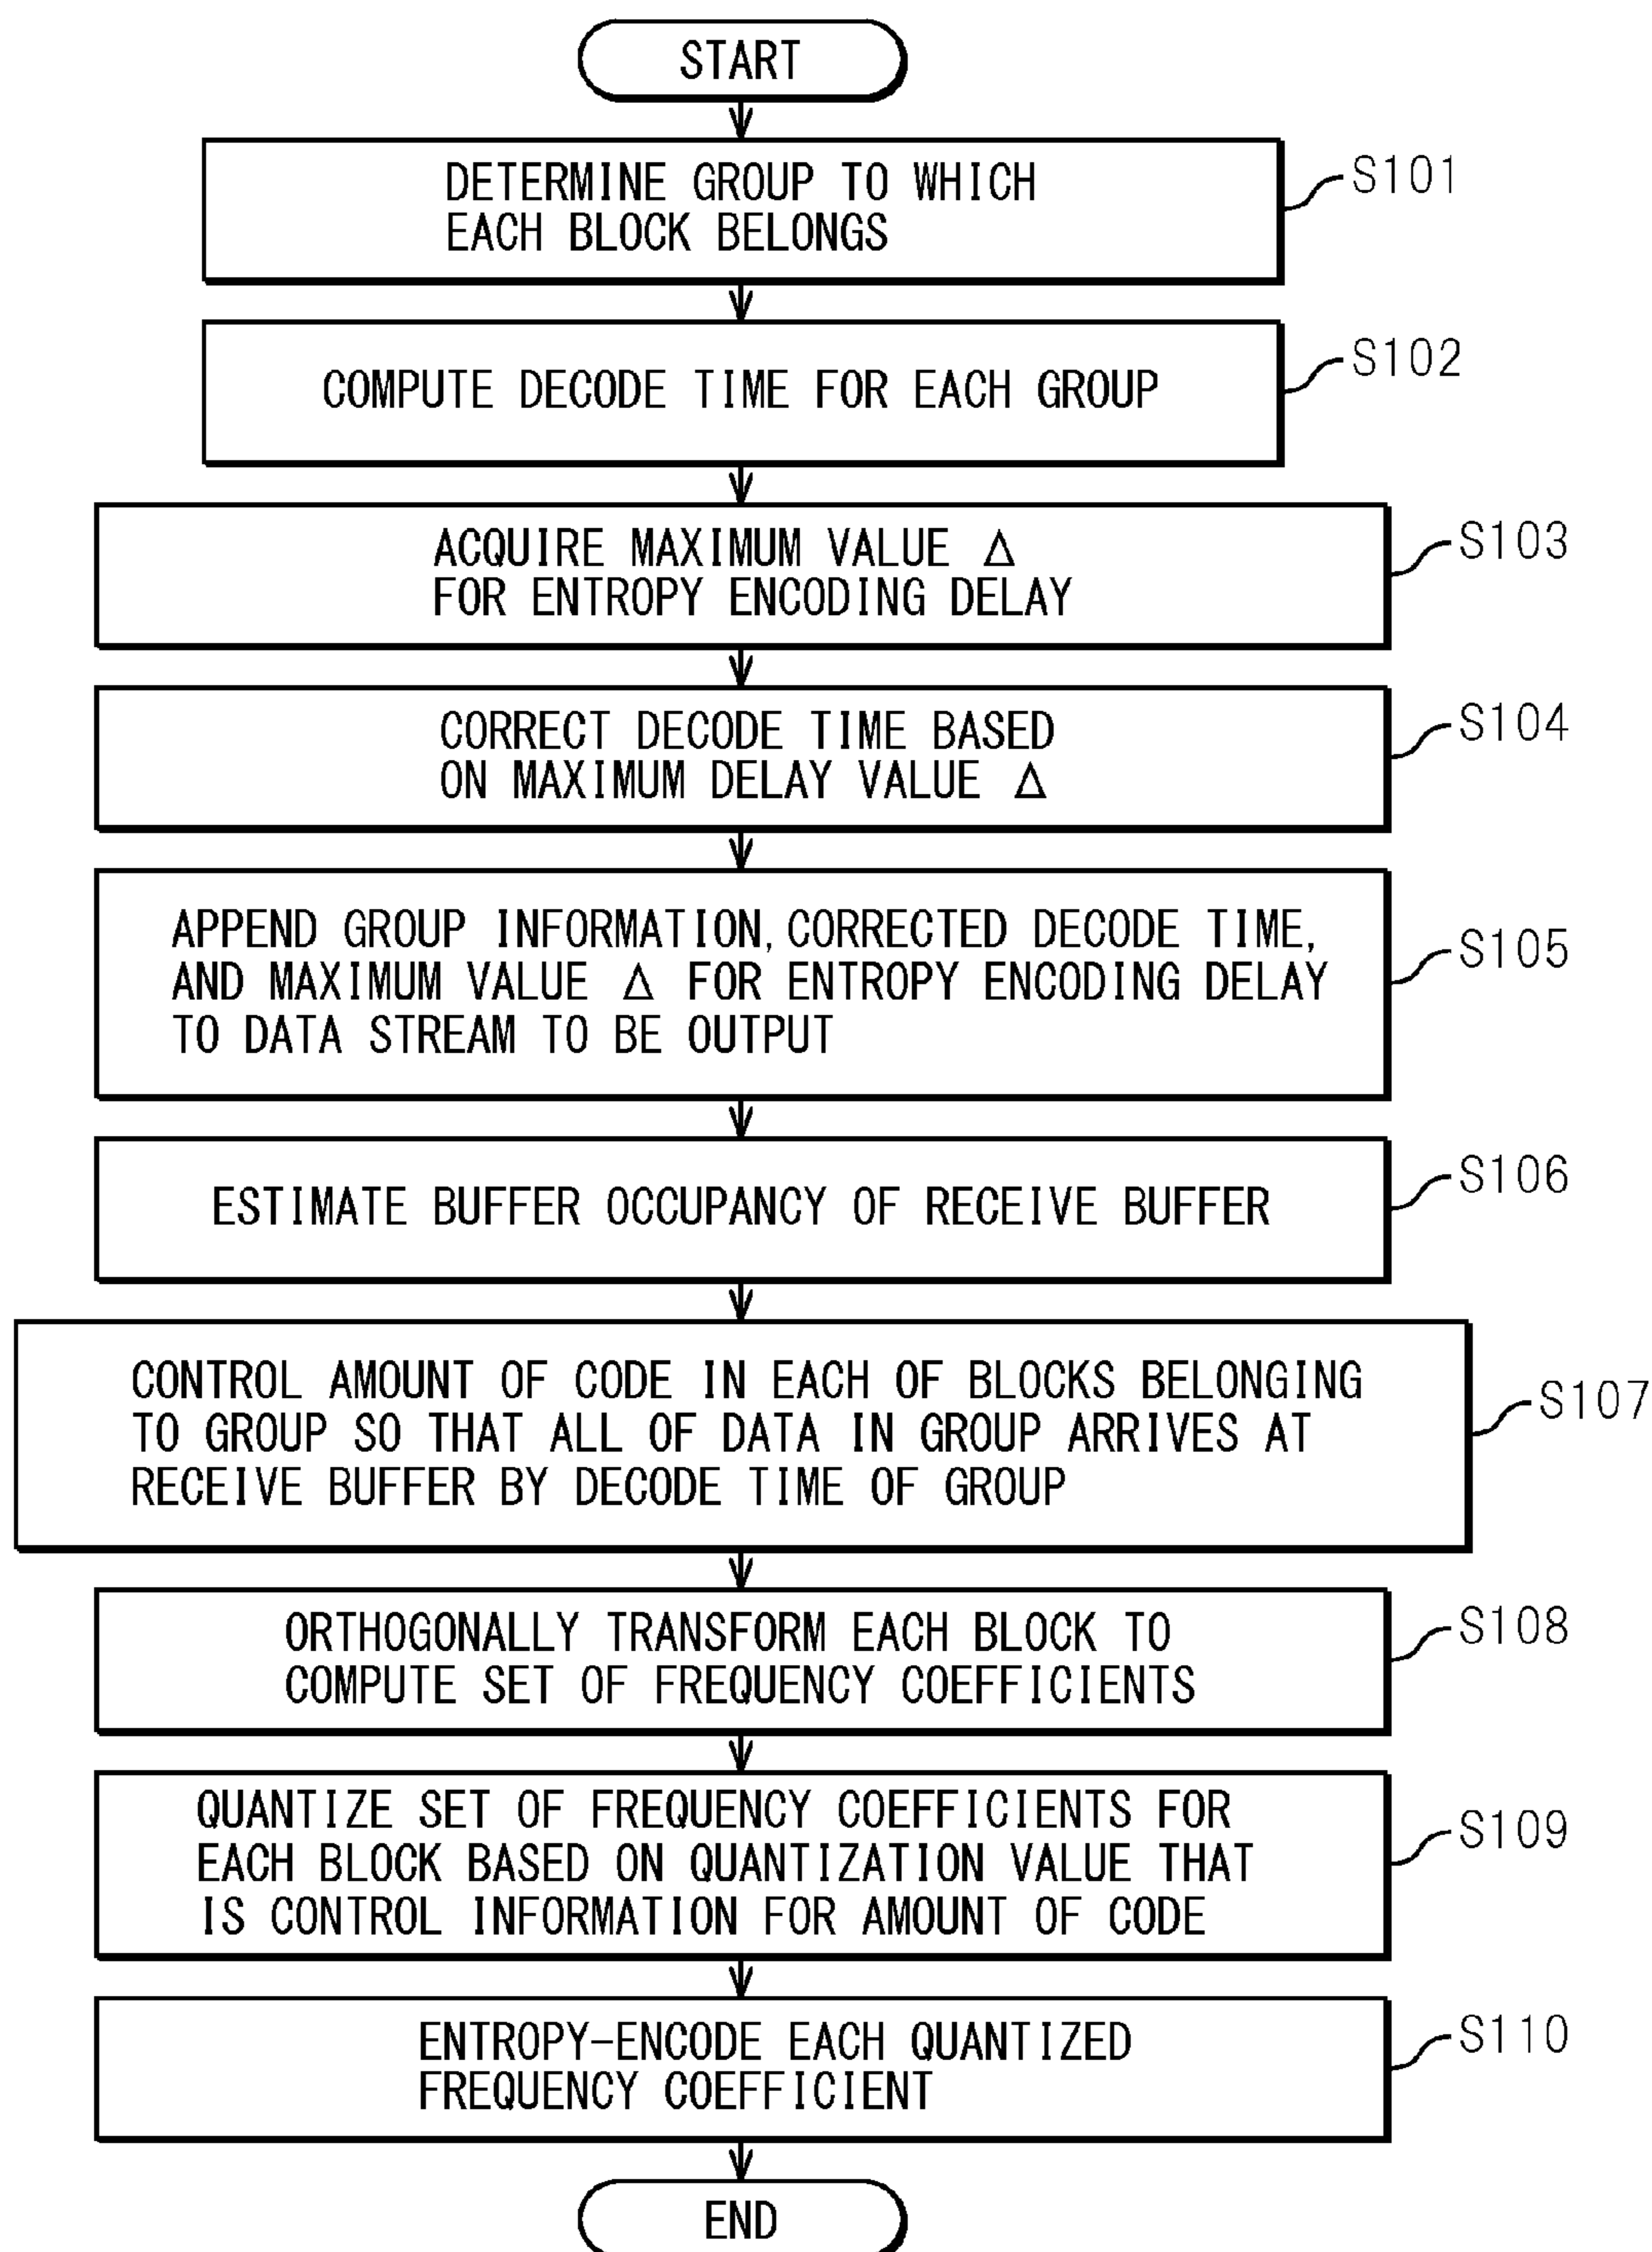 START
DETERMINE GROUP TO WHICH
EACH BLOCK BELONGS
S101
COMPUTE DECODE TIME FOR EACH GROUP
S102
ACQUIRE MAXIMUM VALUE Δ
FOR ENTROPY ENCODING DELAY
S103
CORRECT DECODE TIME BASED
ON MAXIMUM DELAY VALUE Δ
S104
APPEND GROUP INFORMATION, CORRECTED DECODE TIME,
AND MAXIMUM VALUE Δ FOR ENTROPY ENCODING DELAY
TO DATA STREAM TO BE OUTPUT
S105
ESTIMATE BUFFER OCCUPANCY OF RECEIVE BUFFER
S106
CONTROL AMOUNT OF CODE IN EACH OF BLOCKS BELONGING
TO GROUP SO THAT ALL OF DATA IN GROUP ARRIVES AT
RECEIVE BUFFER BY DECODE TIME OF GROUP
S107
ORTHOGONALLY TRANSFORM EACH BLOCK TO
COMPUTE SET OF FREQUENCY COEFFICIENTS
S108
QUANTIZE SET OF FREQUENCY COEFFICIENTS FOR
EACH BLOCK BASED ON QUANTIZATION VALUE THAT
IS CONTROL INFORMATION FOR AMOUNT OF CODE
S109
ENTROPY-ENCODE EACH QUANTIZED
FREQUENCY COEFFICIENT
S110
END